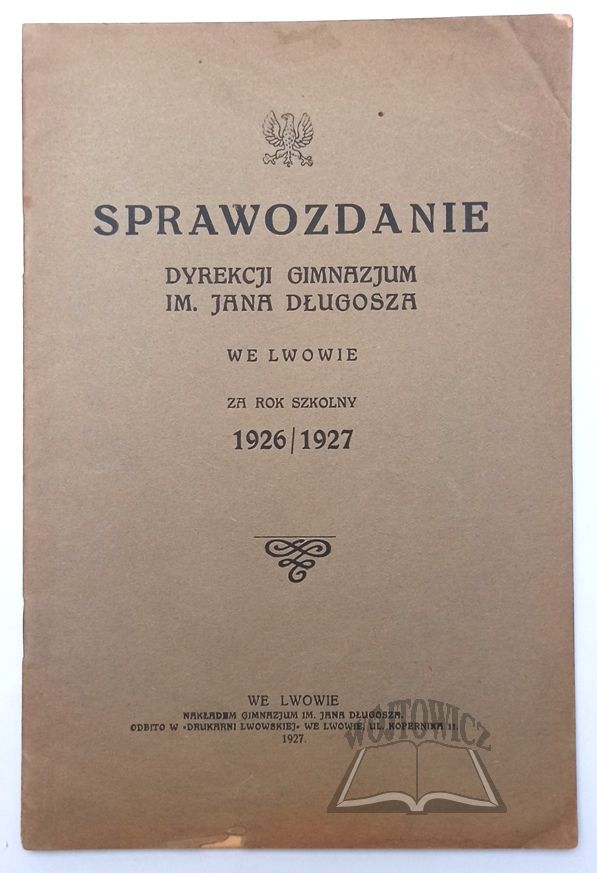 SPRAWOZDANIE
DYREKCJI GIMNAZJUM
IM. JANA DŁUGOSZA
WE LWOWIE
ZA ROK SZKOLNY
1926/1927
WE LWOWIE
NAKŁADEM GIMNAZJUM IM. JANA DŁUGOSZA.
ODBITO W «DRUKARNI LWOWSKIEJ» WE LWOWIE, UL. KOPERNIKA 11.
1927.
WÓJTOWICZ